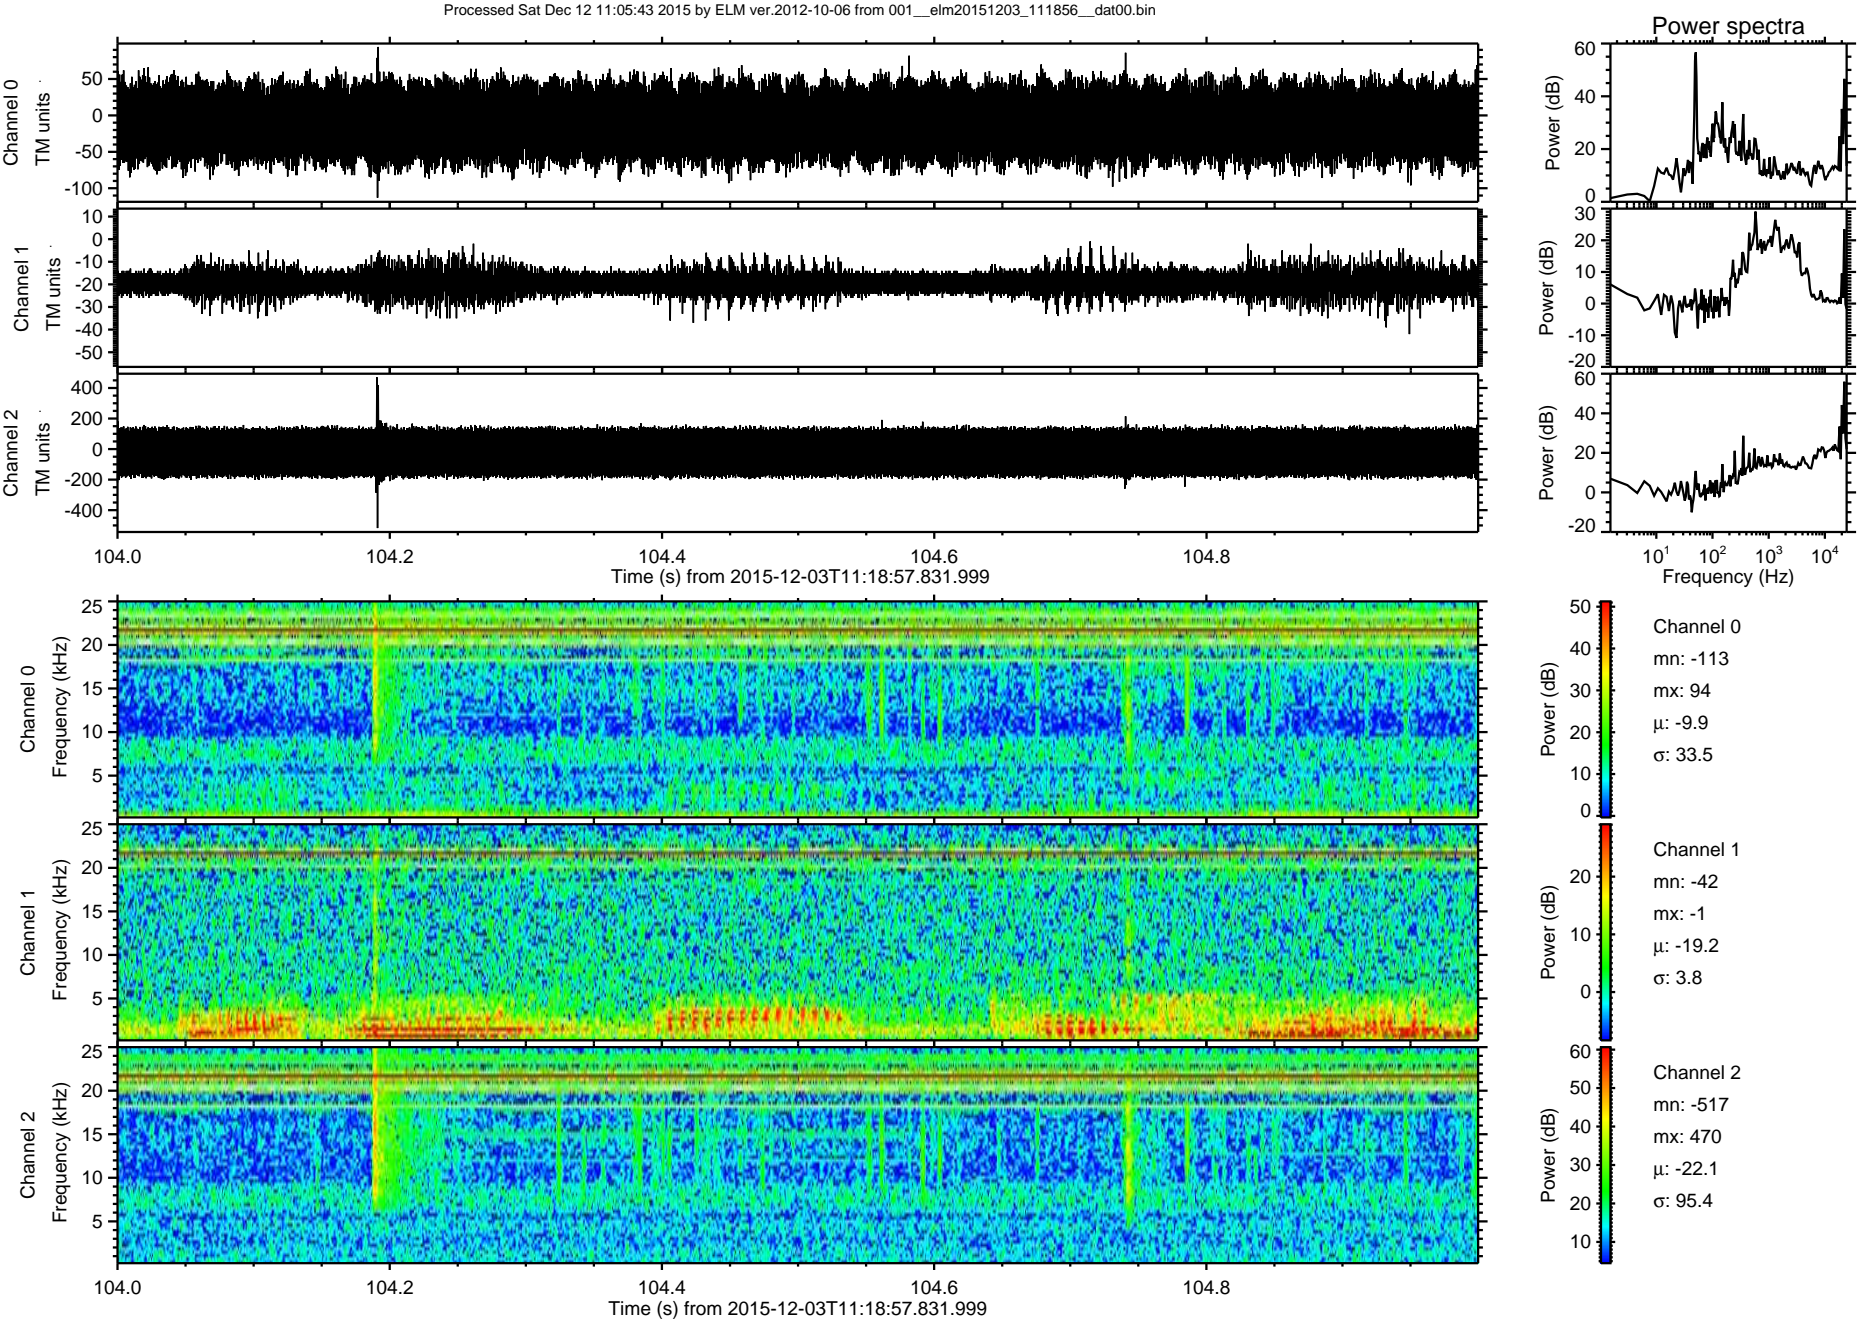 Processed Sat Dec 12 11:05:43 2015 by ELM ver.2012-10-06 from 001__elm20151203_111856__dat00.bin
Power spectra
Channel 0
TM units
50
0
-50
-100
Power (dB)
60
40
20
0
Channel 1
TM units
10
0
-10
-20
-30
-40
-50
Power (dB)
30
20
10
0
-10
-20
Channel 2
TM units
400
200
0
-200
-400
Power (dB)
60
40
20
0
-20
104.0 104.2 104.4 104.6 104.8
Time (s) from 2015-12-03T11:18:57.831.999
10¹ 10² 10³ 10⁴
Frequency (Hz)
Channel 0
Frequency (kHz)
25
20
15
10
5
Power (dB)
50
40
30
20
10
0
Channel 0
mn: -113
mx: 94
μ: -9.9
σ: 33.5
Channel 1
Frequency (kHz)
25
20
15
10
5
Power (dB)
20
10
0
Channel 1
mn: -42
mx: -1
μ: -19.2
σ: 3.8
Channel 2
Frequency (kHz)
25
20
15
10
5
Power (dB)
60
50
40
30
20
10
Channel 2
mn: -517
mx: 470
μ: -22.1
σ: 95.4
104.0 104.2 104.4 104.6 104.8
Time (s) from 2015-12-03T11:18:57.831.999